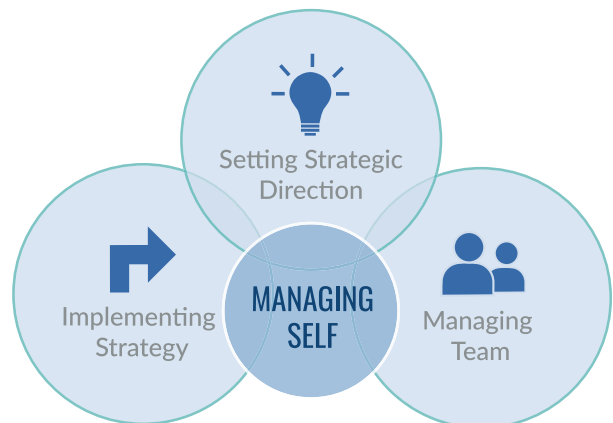 Setting Strategic
Direction
Implementing
Strategy
MANAGING
SELF
Managing
Team